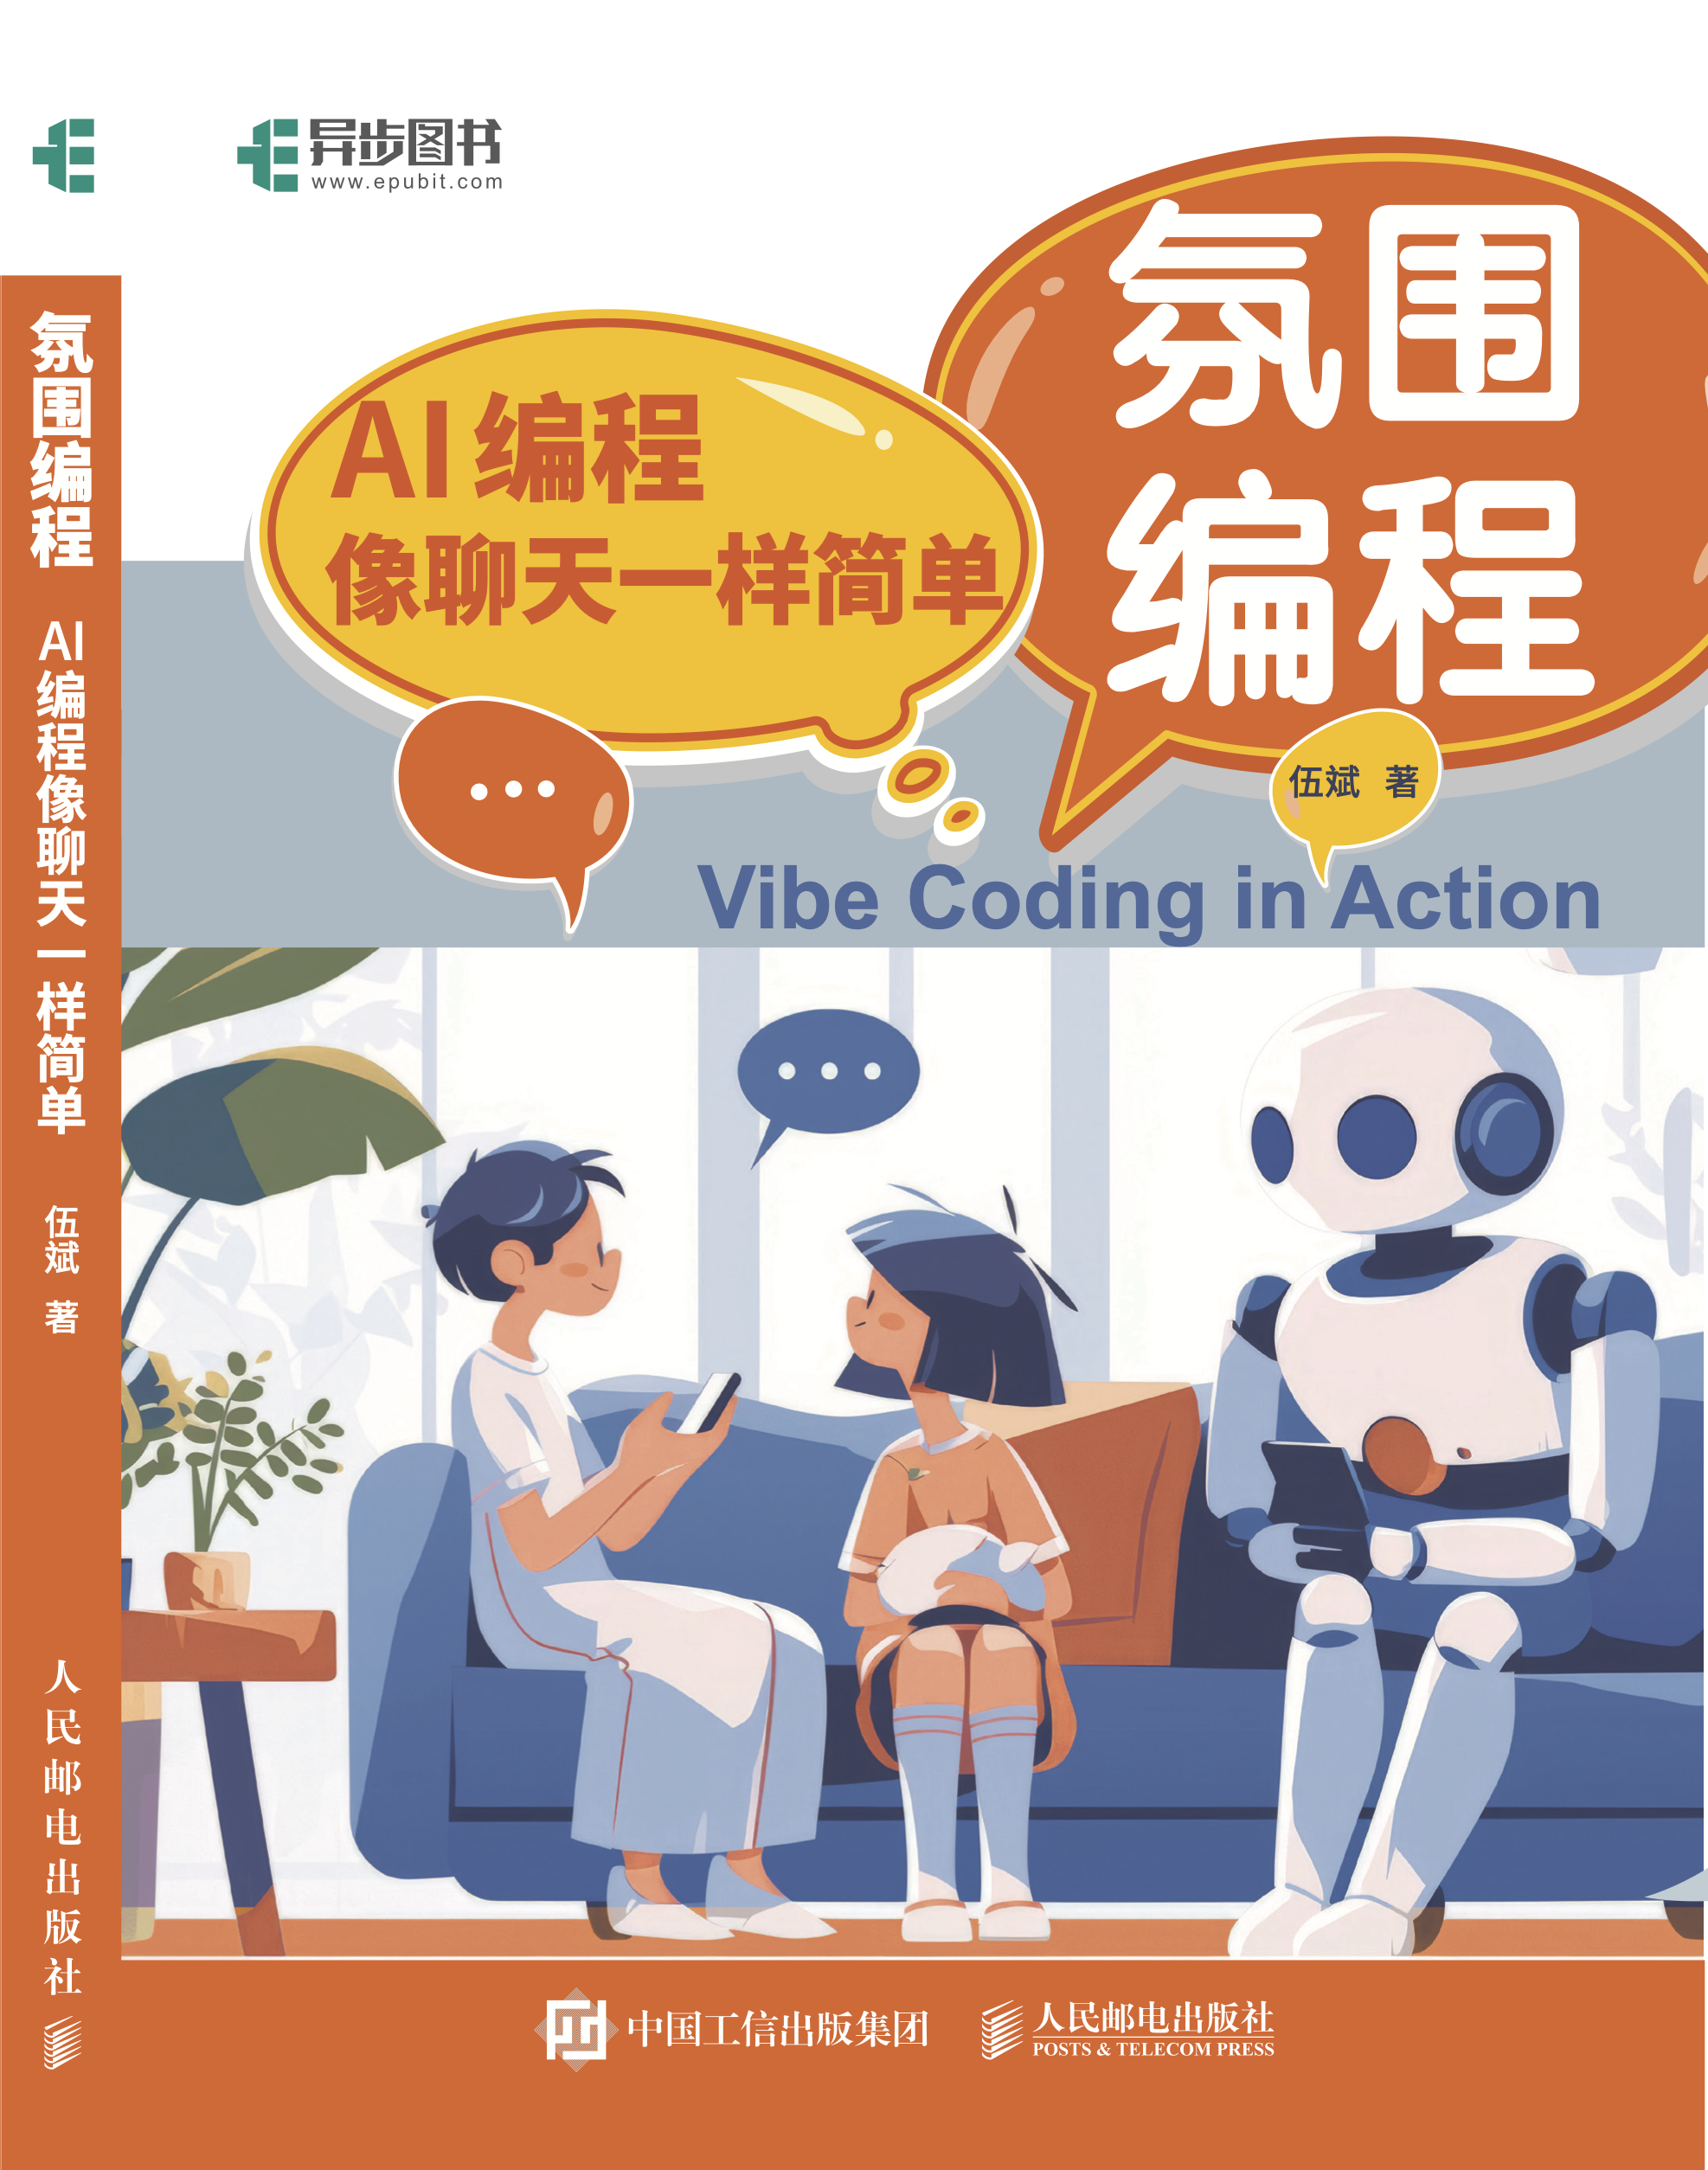 异步图书
www.epubit.com
氛围
编程
AI编程
像聊天一样简单
伍斌 著
Vibe Coding in Action
中国工信出版集团
人民邮电出版社
POSTS & TELECOM PRESS
氛围编程 AI编程像聊天一样简单 伍斌 著 人民邮电出版社